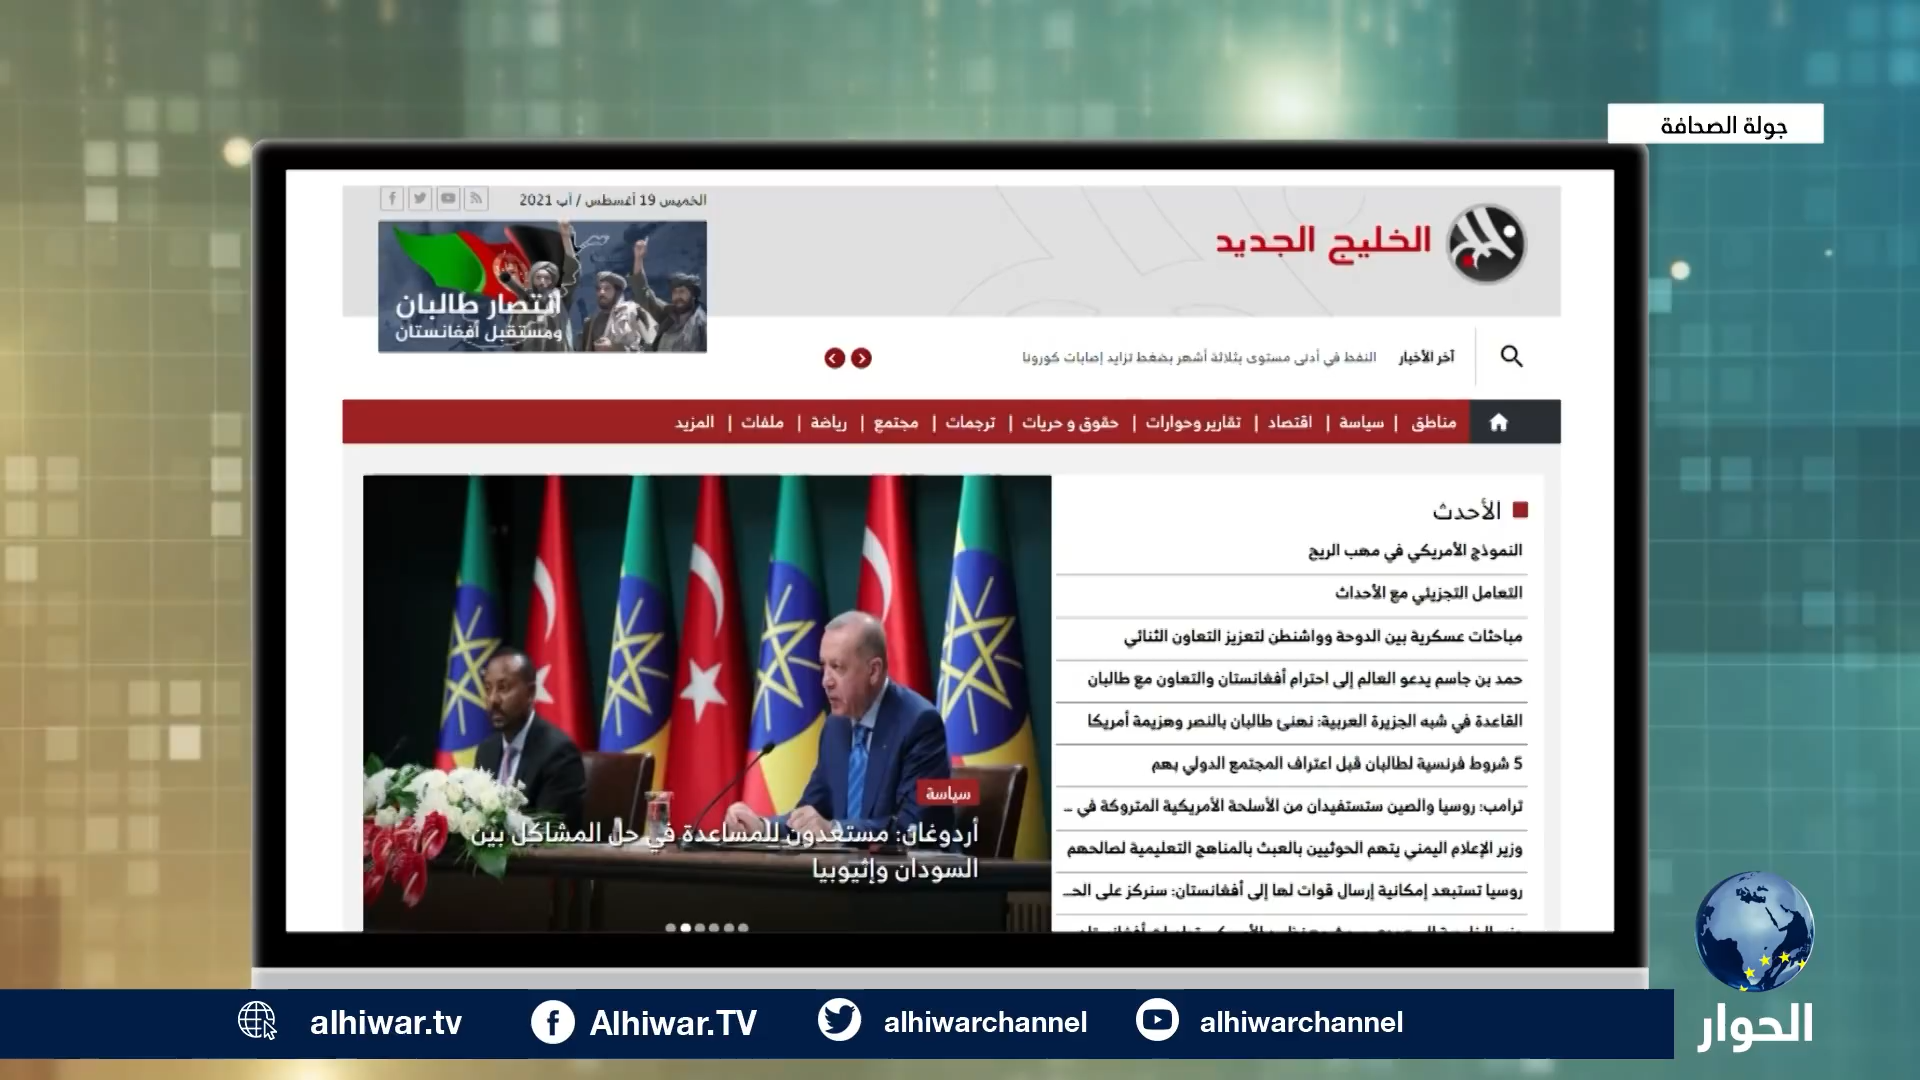 جولة الصحافة
الخميس 19 أغسطس / آب 2021
الخليج الجديد
انتصار طالبان
ومستقبل أفغانستان
آخر الأخبار
النفط في أدنى مستوى بثلاثة أشهر بضغط تزايد إصابات كورونا
مناطق | سياسة | اقتصاد | تقارير وحوارات | حقوق و حريات | ترجمات | مجتمع | رياضة | ملفات | المزيد
الأحدث
النموذج الأمريكي في مهب الريح
التعامل التجزيئي مع الأحداث
مباحثات عسكرية بين الدوحة وواشنطن لتعزيز التعاون الثنائي
حمد بن جاسم يدعو العالم إلى احترام أفغانستان والتعاون مع طالبان
القاعدة في شبه الجزيرة العربية: نهنئ طالبان بالنصر وهزيمة أمريكا
5 شروط فرنسية لطالبان قبل اعتراف المجتمع الدولي بهم
ترامب: روسيا والصين ستستفيدان من الأسلحة الأمريكية المتروكة في ...
وزير الإعلام اليمني يتهم الحوثيين بالعبث بالمناهج التعليمية لصالحهم
روسيا تستبعد إمكانية إرسال قوات لها إلى أفغانستان: سنركز على الحـ...
سياسة
أردوغان: مستعدون للمساعدة في حل المشاكل بين
السودان وإثيوبيا
alhiwar.tv
Alhiwar.TV
alhiwarchannel
alhiwarchannel
الحوار